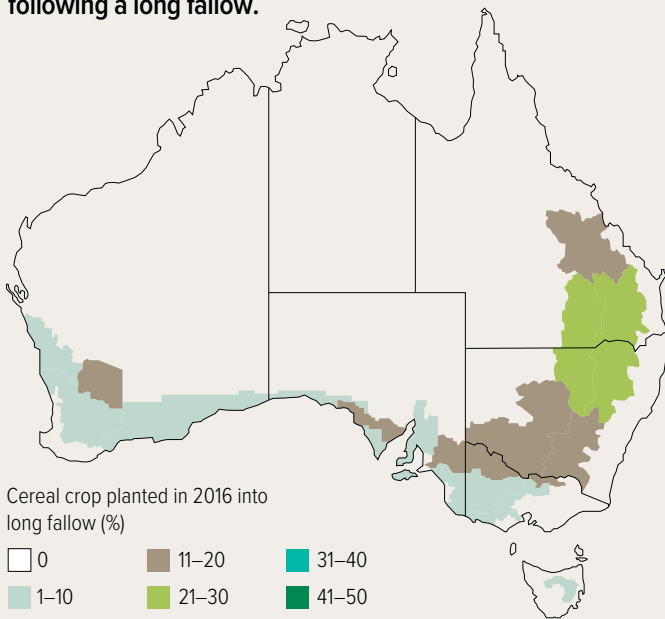 following a long fallow.
Cereal crop planted in 2016 into
long fallow (%)
0 11–20 31–40
1–10 21–30 41–50